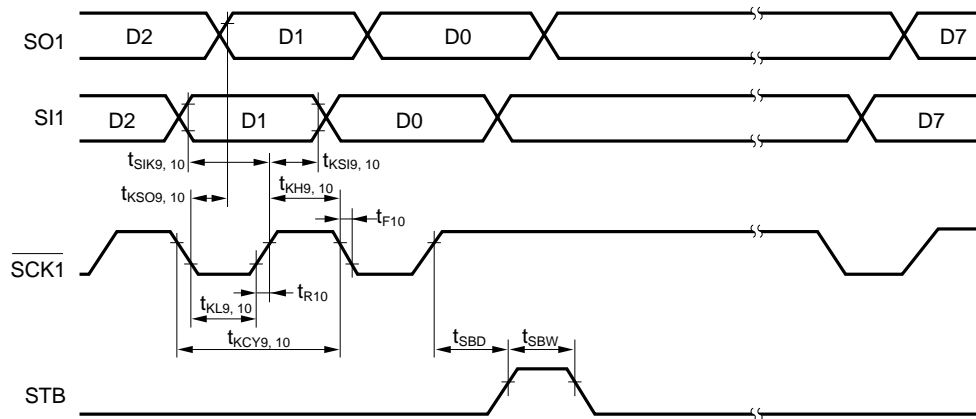 SO1 D2 D1 D0 D7
SI1 D2 D1 D0 D7
tSIK9, 10 tKSI9, 10
tKSO9, 10 tKH9, 10
tF10
SCK1
tR10
tKL9, 10
tKCY9, 10
tSBD tSBW
STB